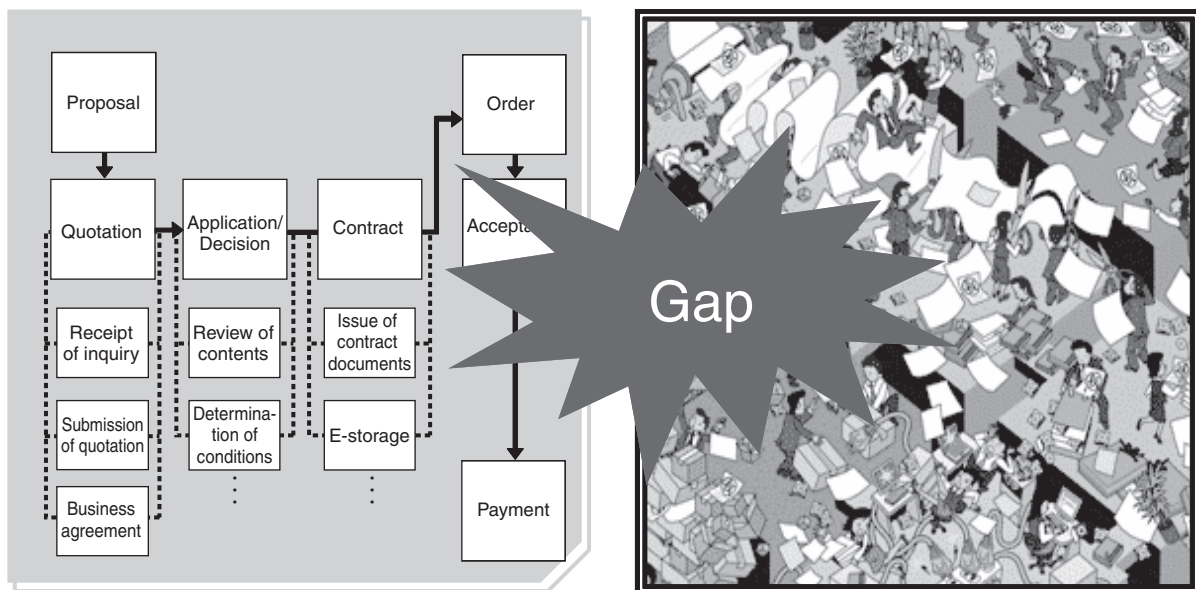 Proposal
Quotation
Receipt
of inquiry
Submission
of quotation
Business
agreement
Application/
Decision
Review of
contents
Determina-
tion of
conditions
Contract
Issue of
contract
documents
E-storage
Order
Payment
Gap